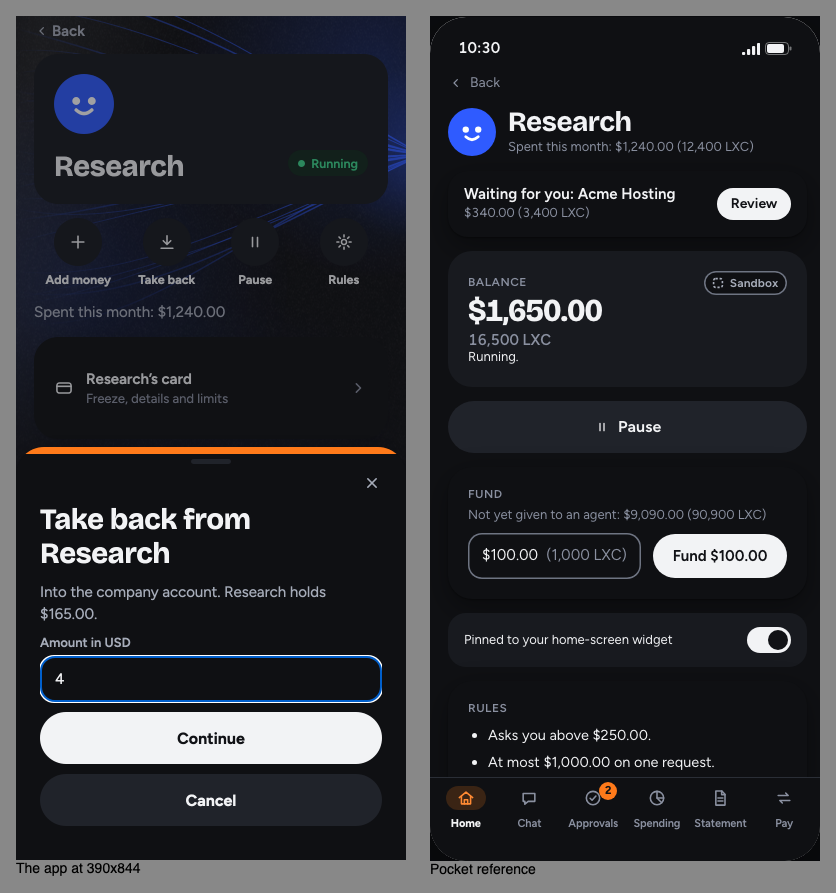 Back
Research
Running
Add money
Take back
Pause
Rules
Spent this month: $1,240.00
Research’s card
Freeze, details and limits
Take back from
Research
Into the company account. Research holds
$165.00.
Amount in USD
4
Continue
Cancel
The app at 390x844
10:30
Back
Research
Spent this month: $1,240.00 (12,400 LXC)
Waiting for you: Acme Hosting
$340.00 (3,400 LXC)
Review
BALANCE
Sandbox
$1,650.00
16,500 LXC
Running.
Pause
FUND
Not yet given to an agent: $9,090.00 (90,900 LXC)
$100.00 (1,000 LXC)
Fund $100.00
Pinned to your home-screen widget
RULES
• Asks you above $250.00.
• At most $1,000.00 on one request.
2
Home
Chat
Approvals
Spending
Statement
Pay
Pocket reference